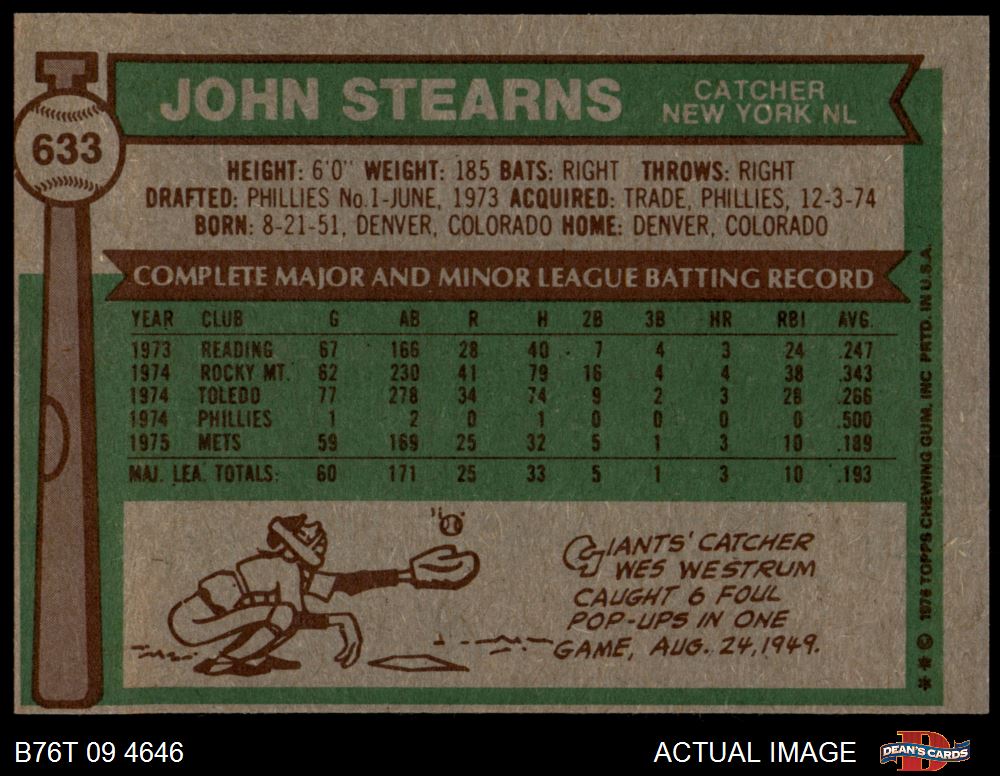 633
JOHN STEARNS
CATCHER
NEW YORK NL
HEIGHT: 6'0" WEIGHT: 185 BATS: RIGHT THROWS: RIGHT
DRAFTED: PHILLIES No.1-JUNE, 1973 ACQUIRED: TRADE, PHILLIES, 12-3-74
BORN: 8-21-51, DENVER, COLORADO HOME: DENVER, COLORADO
COMPLETE MAJOR AND MINOR LEAGUE BATTING RECORD
YEAR CLUB G AB R H 2B 3B HR RBI AVG.
1973 READING 67 166 28 40 7 4 3 24 .247
1974 ROCKY MT. 62 230 41 79 16 4 4 38 .343
1974 TOLEDO 77 278 34 74 9 2 3 28 .266
1974 PHILLIES 1 2 0 1 0 0 0 0 .500
1975 METS 59 169 25 32 5 1 3 10 .189
MAJ. LEA. TOTALS: 60 171 25 33 5 1 3 10 .193
GIANTS' CATCHER
WES WESTRUM
CAUGHT 6 FOUL
POP-UPS IN ONE
GAME, AUG. 24, 1949.
** © 1976 TOPPS CHEWING GUM, INC PRTD. IN U.S.A.
B76T 09 4646
ACTUAL IMAGE
DEAN'S CARDS